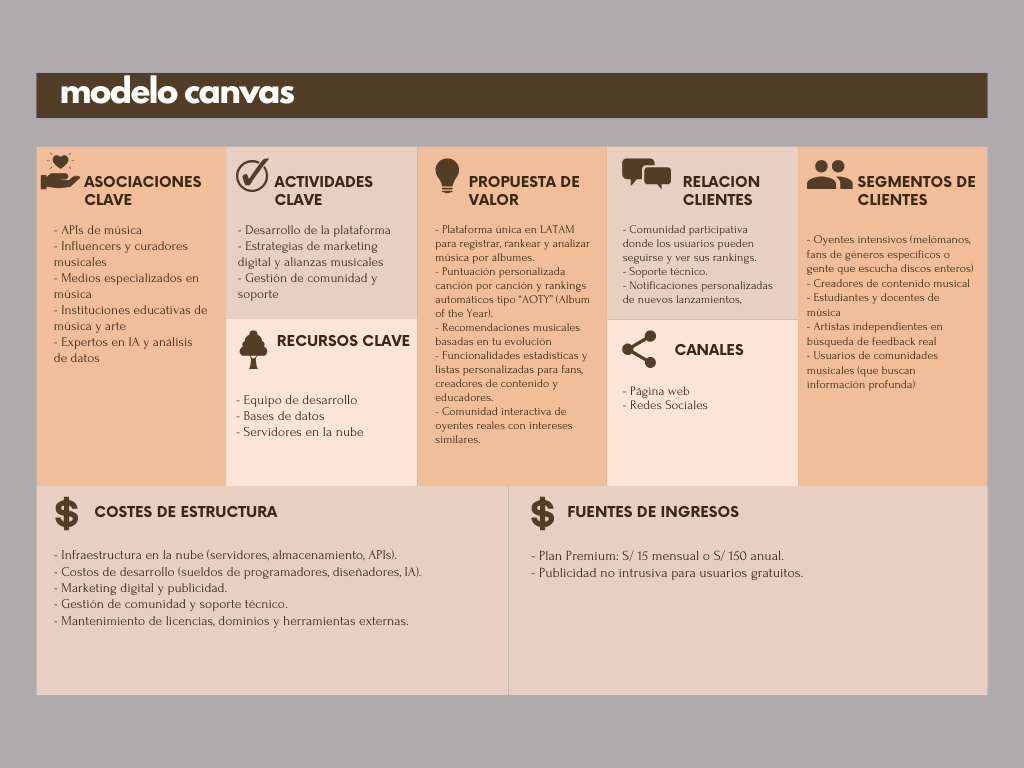 modelo canvas
ASOCIACIONES
CLAVE
- APIs de música
- Influencers y curadores
musicales
- Medios especializados en
música
- Instituciones educativas de
música y arte
- Expertos en IA y análisis
de datos
ACTIVIDADES
CLAVE
- Desarrollo de la plataforma
- Estrategias de marketing
digital y alianzas musicales
- Gestión de comunidad y
soporte
RECURSOS CLAVE
- Equipo de desarrollo
- Bases de datos
- Servidores en la nube
PROPUESTA DE
VALOR
- Plataforma única en LATAM
para registrar, rankear y analizar
música por álbumes.
- Puntuación personalizada
canción por canción y rankings
automáticos tipo “AOTY” (Album
of the Year).
- Recomendaciones musicales
basadas en tu evolución
- Funcionalidades estadísticas y
listas personalizadas para fans,
creadores de contenido y
educadores.
- Comunidad interactiva de
oyentes reales con intereses
similares.
RELACION
CLIENTES
- Comunidad participativa
donde los usuarios pueden
seguirse y ver sus rankings.
- Soporte técnico.
- Notificaciones personalizadas
de nuevos lanzamientos,
CANALES
- Página web
- Redes Sociales
SEGMENTOS DE
CLIENTES
- Oyentes intensivos (melómanos,
fans de géneros específicos o
gente que escucha discos enteros)
- Creadores de contenido musical
- Estudiantes y docentes de
música
- Artistas independientes en
búsqueda de feedback real
- Usuarios de comunidades
musicales (que buscan
información profunda)
COSTES DE ESTRUCTURA
- Infraestructura en la nube (servidores, almacenamiento, APIs).
- Costos de desarrollo (sueldos de programadores, diseñadores, IA).
- Marketing digital y publicidad.
- Gestión de comunidad y soporte técnico.
- Mantenimiento de licencias, dominios y herramientas externas.
FUENTES DE INGRESOS
- Plan Premium: S/ 15 mensual o S/ 150 anual.
- Publicidad no intrusiva para usuarios gratuitos.